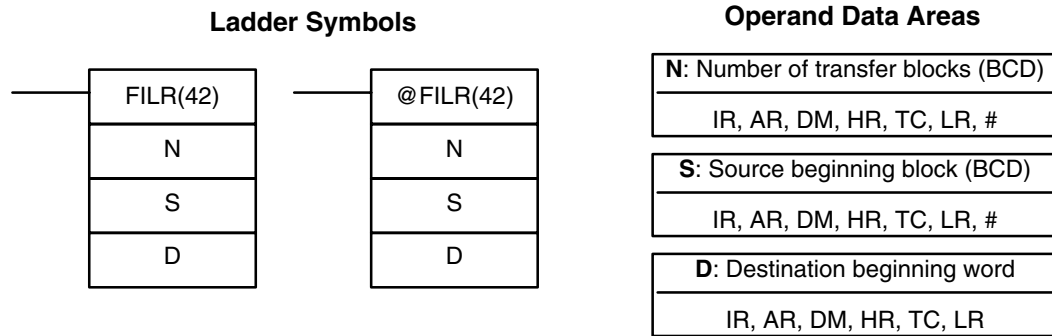 Ladder Symbols
FILR(42)
N
S
D
@FILR(42)
N
S
D
Operand Data Areas
N: Number of transfer blocks (BCD)
IR, AR, DM, HR, TC, LR, #
S: Source beginning block (BCD)
IR, AR, DM, HR, TC, LR, #
D: Destination beginning word
IR, AR, DM, HR, TC, LR